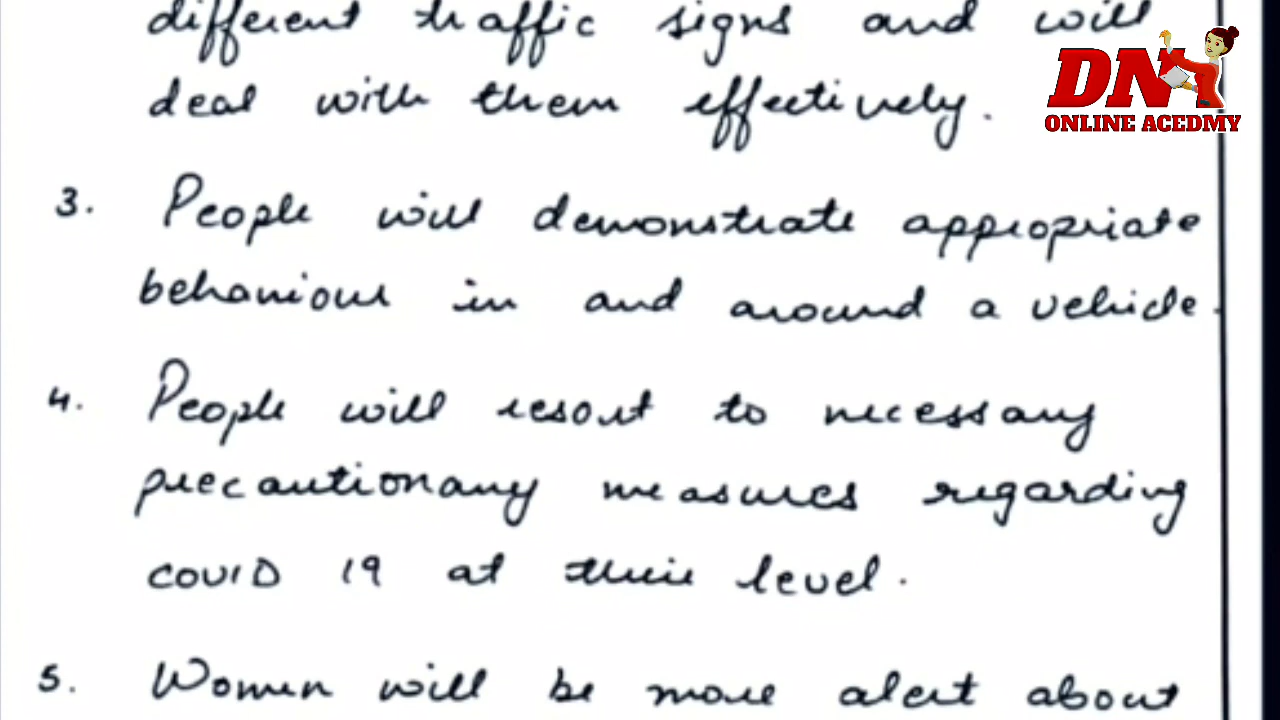 different traffic signs and will
deal with them effectively.
DNA
ONLINE ACEDMY
3. People will demonstrate appropriate
behaviour in and around a vehicle.
4. People will resort to necessary
precautionary measures regarding
COVID 19 at their level.
5. Women will be more alert about